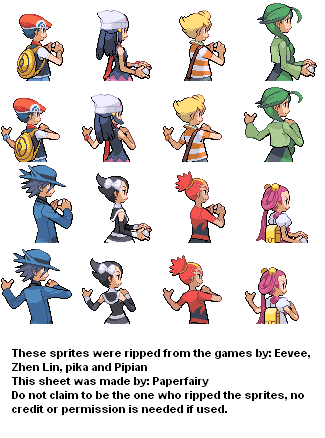 These sprites were ripped from the games by: Eevee,
Zhen Lin, pika and Pipian
This sheet was made by: Paperfairy
Do not claim to be the one who ripped the sprites, no
credit or permission is needed if used.